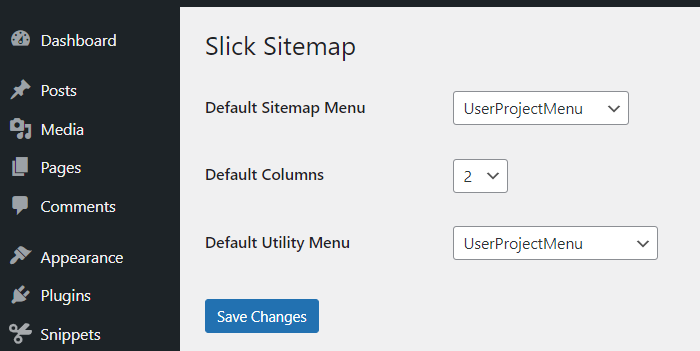 Dashboard
Posts
Media
Pages
Comments
Appearance
Plugins
Snippets
Slick Sitemap
Default Sitemap Menu UserProjectMenu
Default Columns 2
Default Utility Menu UserProjectMenu
Save Changes